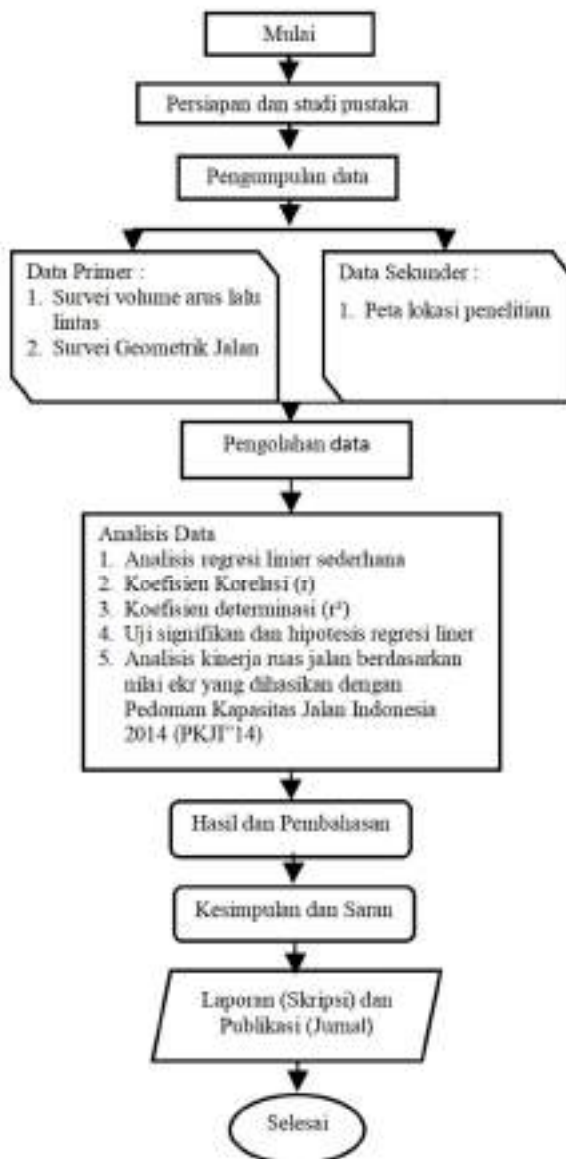 Mulai
Persiapan dan studi pustaka
Pengumpulan data
Data Primer :
1. Survei volume arus lalu
lintas
2. Survei Geometrik Jalan
Data Sekunder :
1. Peta lokasi penelitian
Pengolahan data
Analisis Data
1. Analisis regresi linier sederhana
2. Koefisien Korelasi (r)
3. Koefisien determinasi (r²)
4. Uji signifikan dan hipotesis regresi liner
5. Analisis kinerja ruas jalan berdasarkan
nilai ekr yang dihasikan dengan
Pedoman Kapasitas Jalan Indonesia
2014 (PKJI"14)
Hasil dan Pembahasan
Kesimpulan dan Saran
Laporan (Skripsi) dan
Publikasi (Jurnal)
Selesai